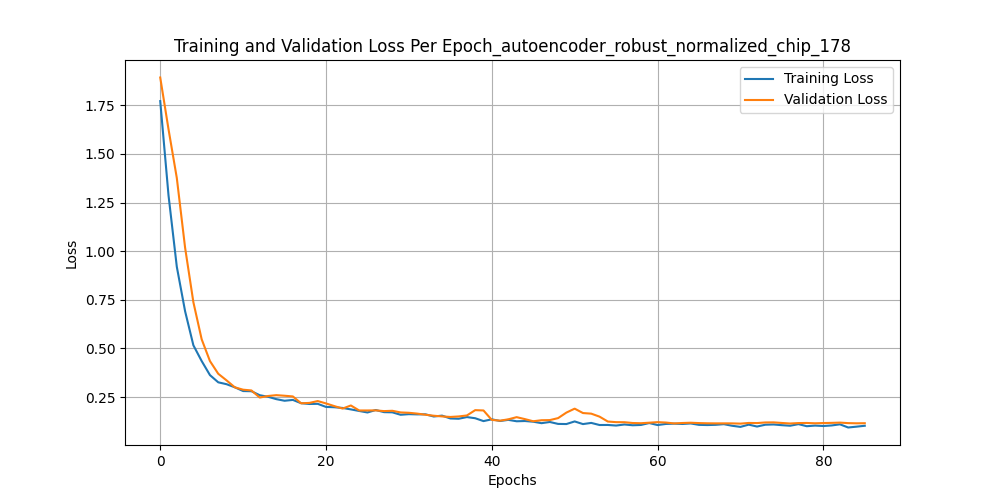 Training and Validation Loss Per Epoch_autoencoder_robust_normalized_chip_178
Training Loss
Validation Loss
Loss
1.75
1.50
1.25
1.00
0.75
0.50
0.25
0 20 40 60 80
Epochs